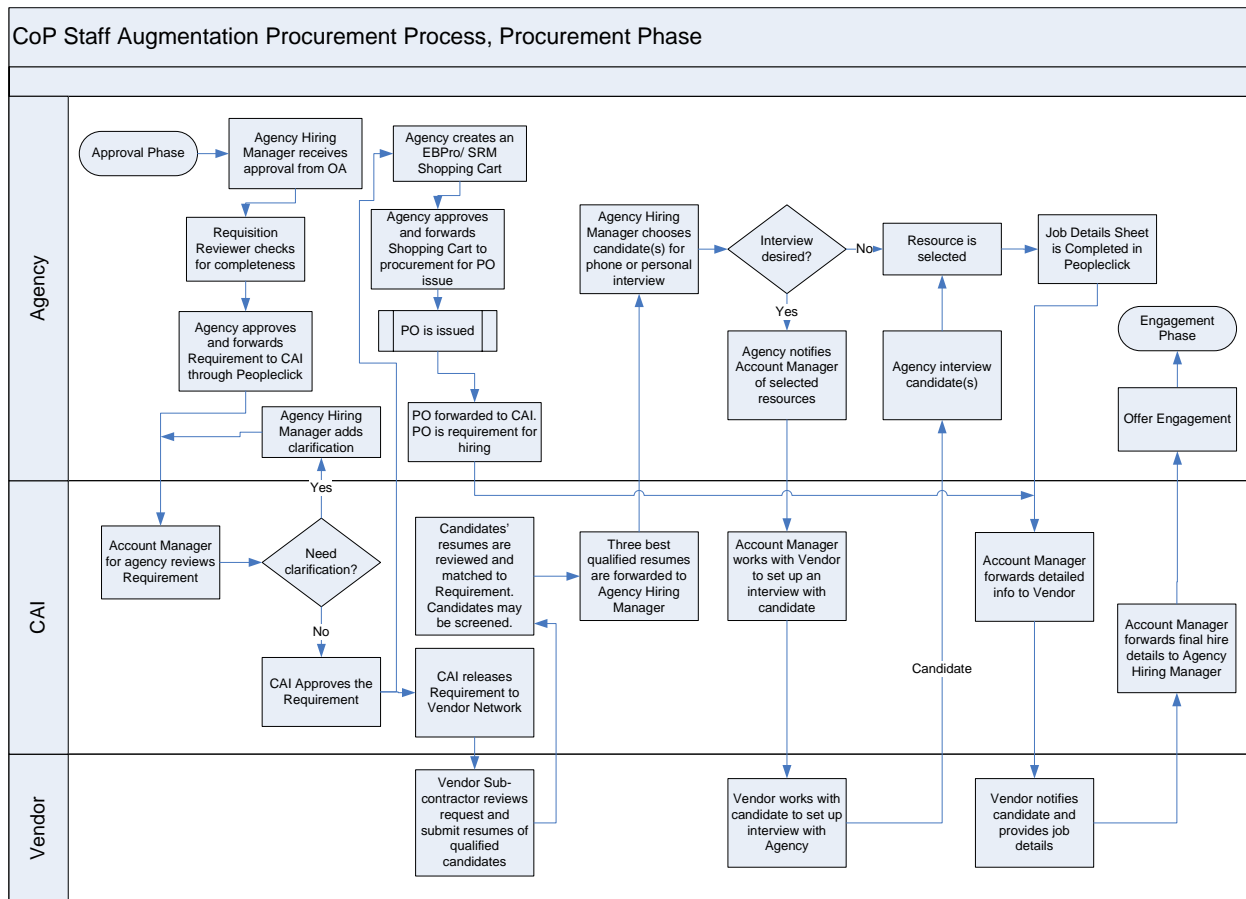 CoP Staff Augmentation Procurement Process, Procurement Phase
Agency
Approval Phase
Agency Hiring
Manager receives
approval from OA
Requisition
Reviewer checks
for completeness
Agency approves
and forwards
Requirement to CAI
through Peopleclick
Agency Hiring
Manager adds
clarification
Yes
Agency creates an
EBPro/ SRM
Shopping Cart
Agency approves
and forwards
Shopping Cart to
procurement for PO
issue
PO is issued
PO forwarded to CAI.
PO is requirement for
hiring
Agency Hiring
Manager chooses
candidate(s) for
phone or personal
interview
Interview
desired?
No
Yes
Agency notifies
Account Manager
of selected
resources
Resource is
selected
Agency interview
candidate(s)
Job Details Sheet
is Completed in
Peopleclick
Engagement
Phase
Offer Engagement
CAI
Account Manager
for agency reviews
Requirement
Need
clarification?
No
CAI Approves the
Requirement
Candidates’
resumes are
reviewed and
matched to
Requirement.
Candidates may
be screened.
CAI releases
Requirement to
Vendor Network
Three best
qualified resumes
are forwarded to
Agency Hiring
Manager
Account Manager
works with Vendor
to set up an
interview with
candidate
Candidate
Account Manager
forwards detailed
info to Vendor
Account Manager
forwards final hire
details to Agency
Hiring Manager
Vendor
Vendor Sub-
contractor reviews
request and
submit resumes of
qualified
candidates
Vendor works with
candidate to set up
interview with
Agency
Vendor notifies
candidate and
provides job
details